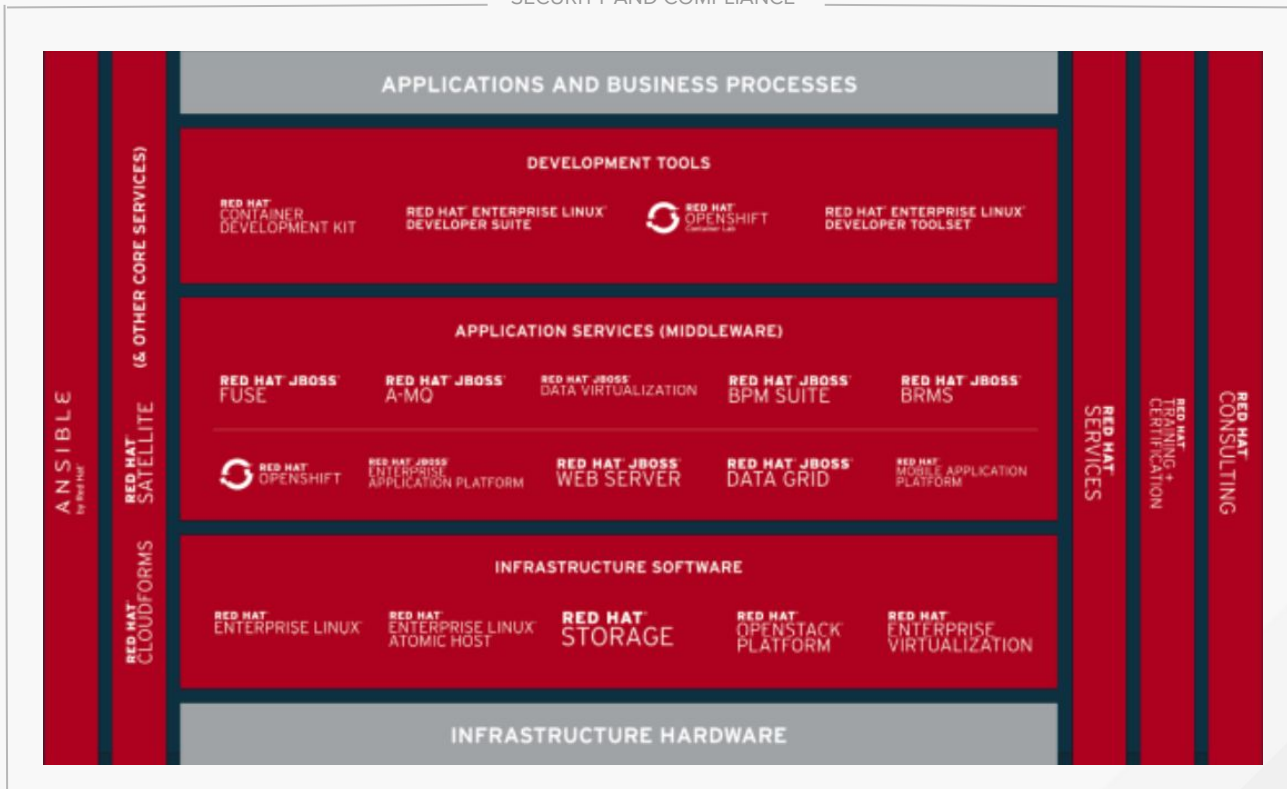 SECURITY AND COMPLIANCE
APPLICATIONS AND BUSINESS PROCESSES
DEVELOPMENT TOOLS
RED HAT
CONTAINER
DEVELOPMENT KIT
RED HAT ENTERPRISE LINUX
DEVELOPER SUITE
RED HAT
OPENSHIFT
Container Lab
RED HAT ENTERPRISE LINUX
DEVELOPER TOOLSET
APPLICATION SERVICES (MIDDLEWARE)
RED HAT JBOSS
FUSE
RED HAT JBOSS
A-MQ
RED HAT JBOSS
DATA VIRTUALIZATION
RED HAT JBOSS
BPM SUITE
RED HAT JBOSS
BRMS
RED HAT
OPENSHIFT
RED HAT JBOSS
ENTERPRISE
APPLICATION PLATFORM
RED HAT JBOSS
WEB SERVER
RED HAT JBOSS
DATA GRID
RED HAT
MOBILE APPLICATION
PLATFORM
INFRASTRUCTURE SOFTWARE
RED HAT
ENTERPRISE LINUX
RED HAT
ENTERPRISE LINUX
ATOMIC HOST
RED HAT
STORAGE
RED HAT
OPENSTACK
PLATFORM
RED HAT
ENTERPRISE
VIRTUALIZATION
INFRASTRUCTURE HARDWARE
ANSIBLE
by Red Hat
RED HAT
CLOUDFORMS
RED HAT
SATELLITE
(& OTHER CORE SERVICES)
RED HAT
SERVICES
RED HAT
TRAINING +
CERTIFICATION
RED HAT
CONSULTING